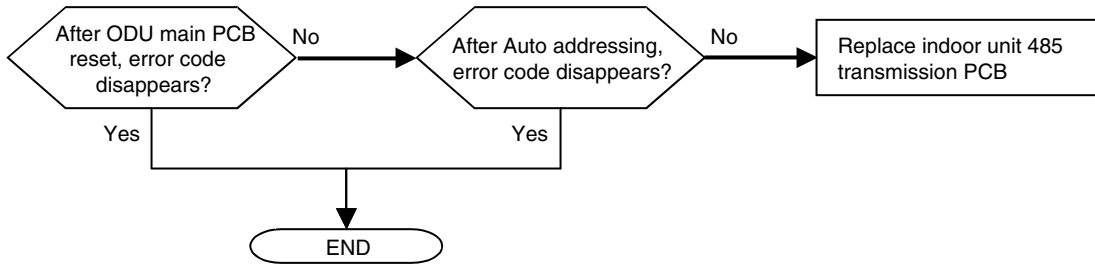 After ODU main PCB
reset, error code
disappears?
No
After Auto addressing,
error code disappears?
No
Replace indoor unit 485
transmission PCB
Yes
Yes
END